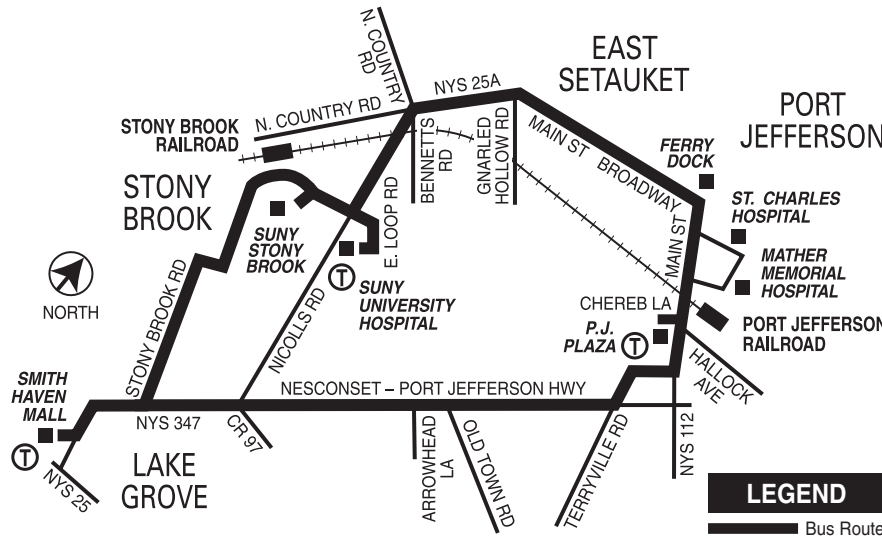 N. COUNTRY
RD
EAST
SETAUKET
NYS 25A
N. COUNTRY RD
PORT
JEFFERSON
STONY BROOK
RAILROAD
BENNETTS
RD
GNARLED
HOLLOW RD
MAIN ST
BROADWAY
FERRY
DOCK
STONY
BROOK
ST. CHARLES
HOSPITAL
E. LOOP RD
SUNY
STONY
BROOK
MAIN ST
MATHER
MEMORIAL
HOSPITAL
NORTH
T
SUNY
UNIVERSITY
HOSPITAL
STONY BROOK RD
NICOLLS RD
CHEREB LA
P.J.
PLAZA
T
PORT JEFFERSON
RAILROAD
HALLOCK
AVE
SMITH
HAVEN
MALL
NESCONSET – PORT JEFFERSON HWY
NYS 347
T
NYS 25
LAKE
GROVE
CR 97
ARROWHEAD
LA
OLD TOWN RD
TERRYVILLE RD
NYS 112
LEGEND
Bus Route